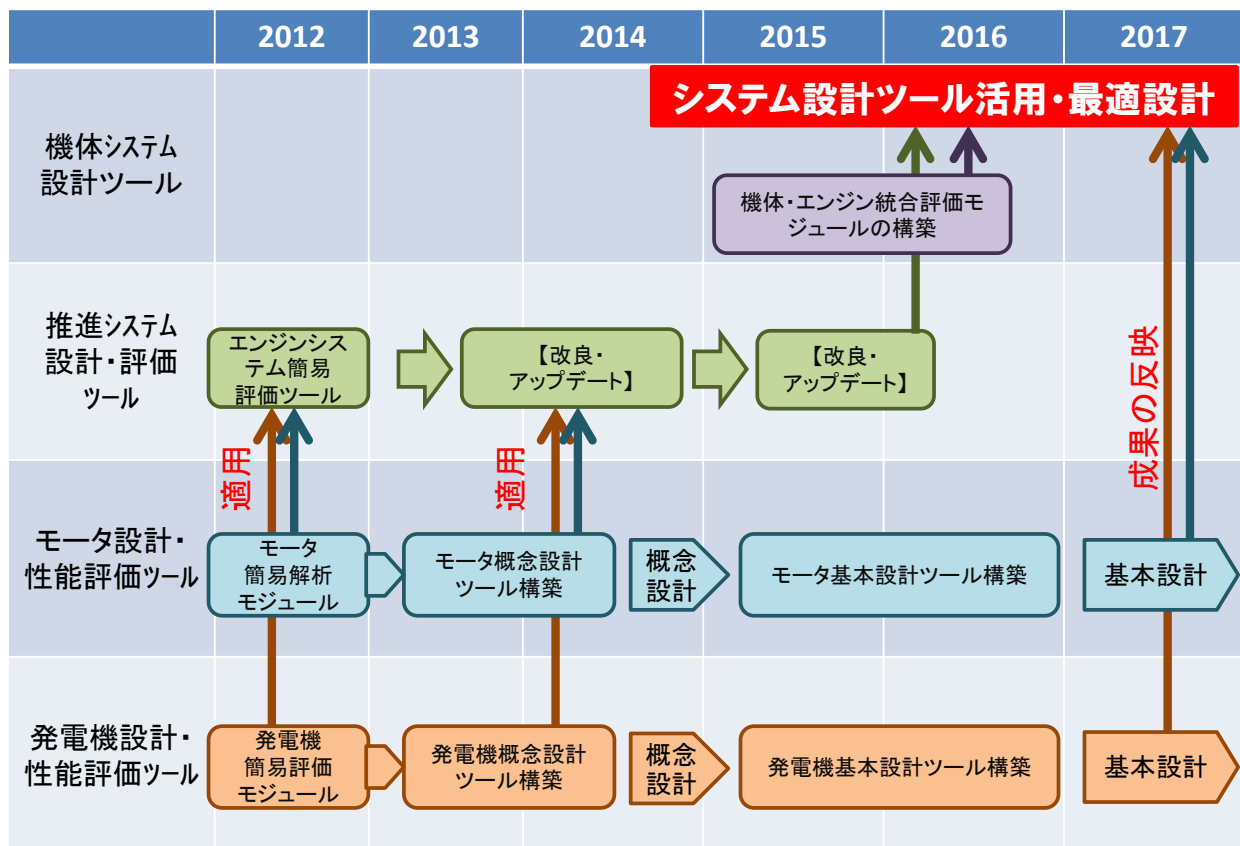 2012 2013 2014 2015 2016 2017
システム設計ツール活用・最適設計
機体システム
設計ツール
機体・エンジン統合評価モ
ジュールの構築
推進システム
設計・評価
ツール
エンジンシス
テム簡易
評価ツール
【改良・
アップデート】
【改良・
アップデート】
適用
適用
成果の反映
モータ設計・
性能評価ツール
モータ
簡易解析
モジュール
モータ概念設計
ツール構築
概念
設計
モータ基本設計ツール構築
基本設計
発電機設計・
性能評価ツール
発電機
簡易評価
モジュール
発電機概念設計
ツール構築
概念
設計
発電機基本設計ツール構築
基本設計